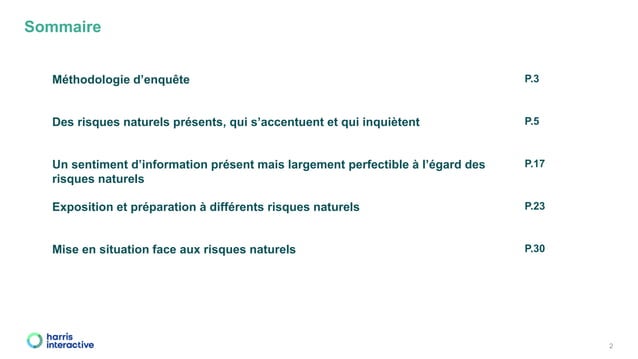 Sommaire
Méthodologie d’enquête P.3
Des risques naturels présents, qui s’accentuent et qui inquiètent P.5
Un sentiment d’information présent mais largement perfectible à l’égard des P.17
risques naturels
Exposition et préparation à différents risques naturels P.23
Mise en situation face aux risques naturels P.30
harris
interactive
2